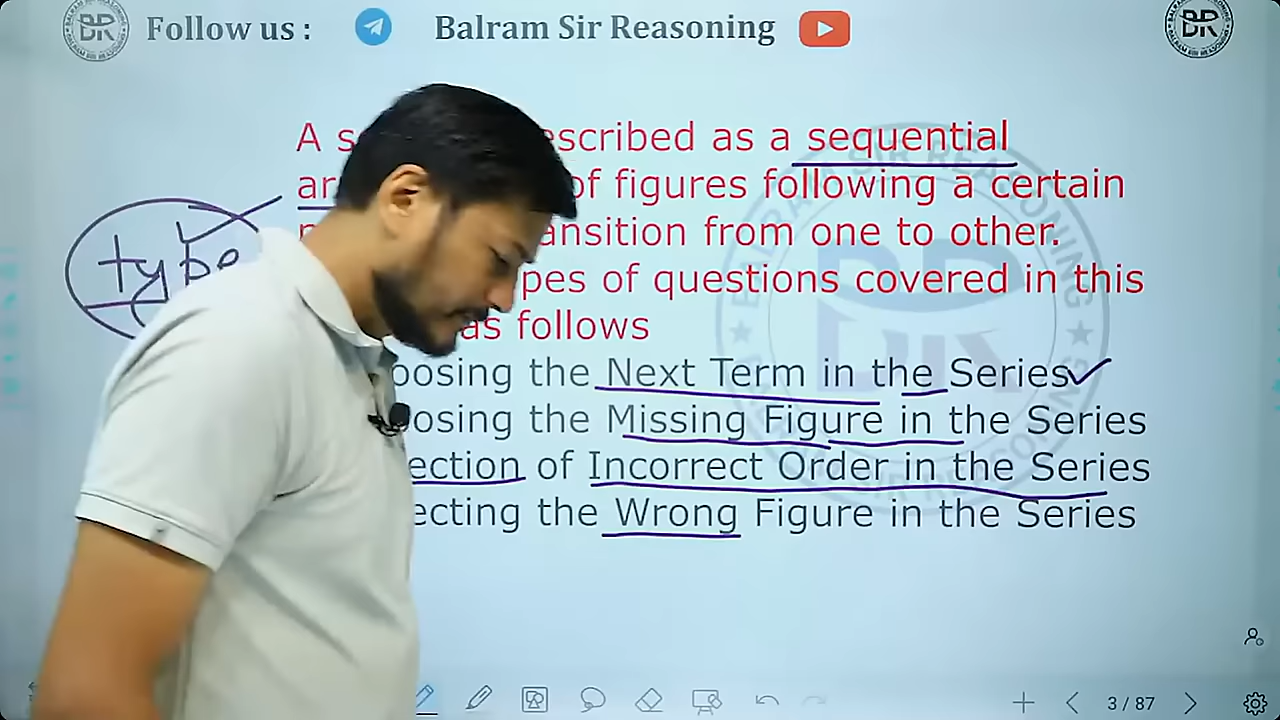 Follow us : Balram Sir Reasoning
A s escribed as a sequential
ar of figures following a certain
ansition from one to other.
type
pes of questions covered in this
as follows
oosing the Next Term in the Series
osing the Missing Figure in the Series
ection of Incorrect Order in the Series
ecting the Wrong Figure in the Series
3 / 87